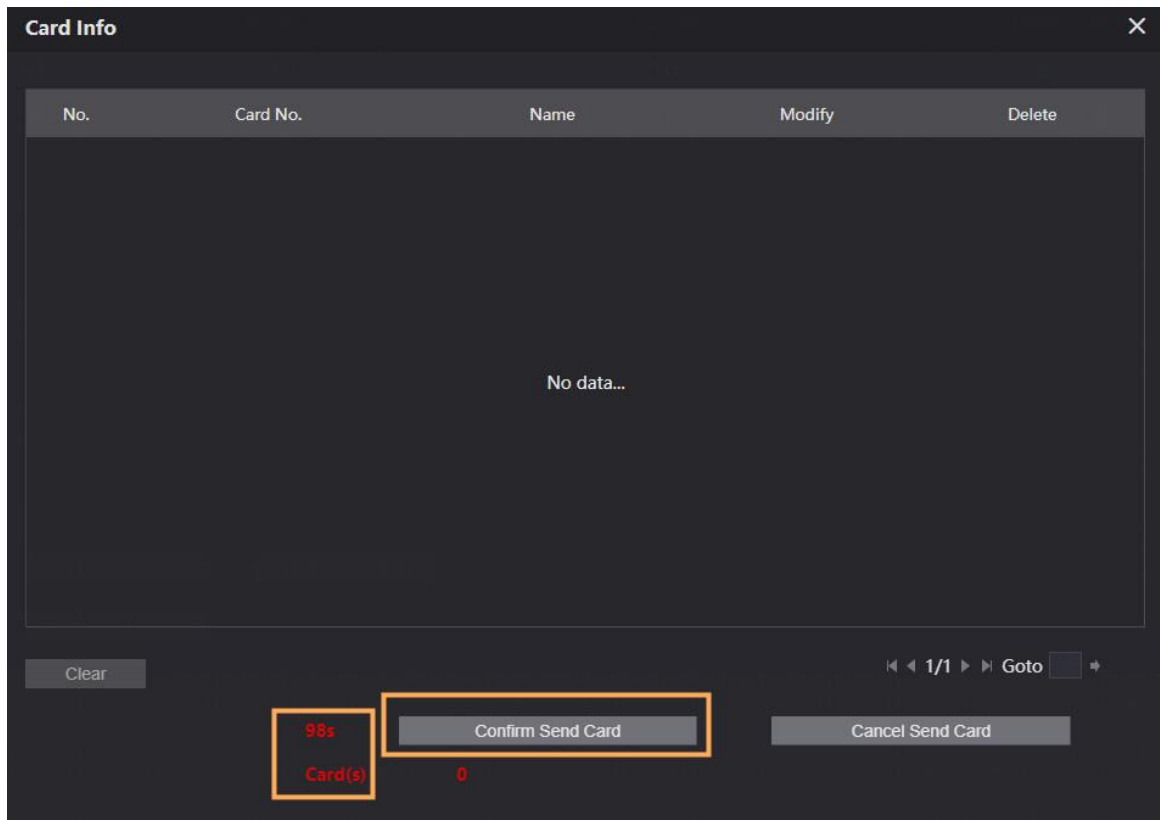 Card Info
No. Card No. Name Modify Delete
No data...
Clear
1/1 Goto
98s Confirm Send Card Cancel Send Card
Card(s) 0